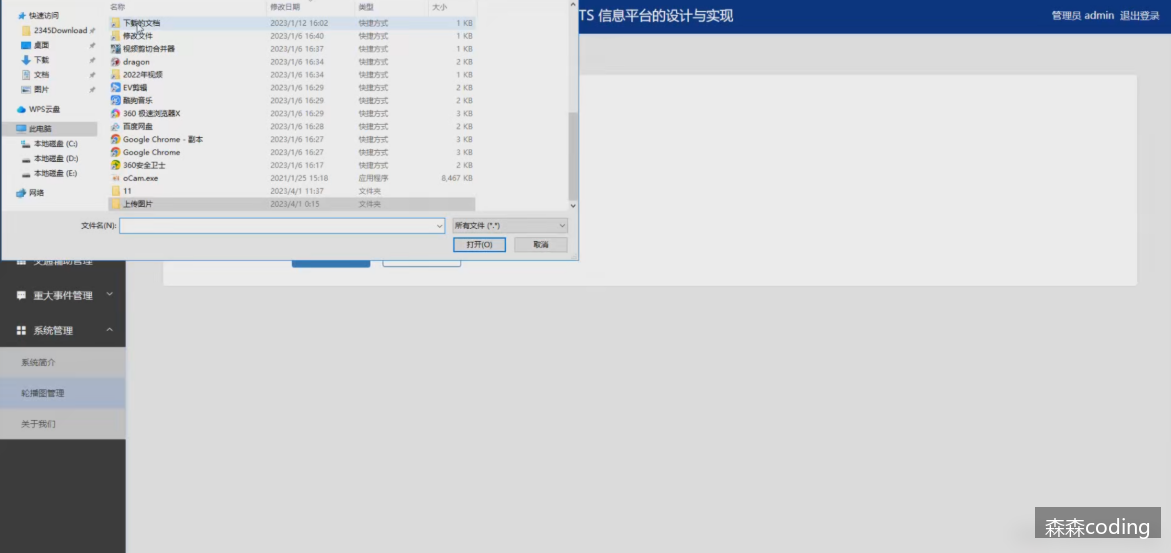 名称 修改日期 类型 大小
快速访问
2345Download
桌面
下载
文档
图片
WPS云盘
此电脑
本地磁盘 (C:)
本地磁盘 (D:)
本地磁盘 (E:)
网络
下载的文档 2023/1/12 16:02 快捷方式 1 KB
修改文件 2023/1/6 16:40 快捷方式 1 KB
视频剪切合并器 2023/1/6 16:37 快捷方式 1 KB
dragon 2023/1/6 16:34 快捷方式 2 KB
2022年视频 2023/1/6 16:34 快捷方式 1 KB
EV剪辑 2023/1/6 16:29 快捷方式 2 KB
酷狗音乐 2023/1/6 16:29 快捷方式 2 KB
360 极速浏览器X 2023/1/6 16:29 快捷方式 3 KB
百度网盘 2023/1/6 16:28 快捷方式 2 KB
Google Chrome - 副本 2023/1/6 16:27 快捷方式 3 KB
Google Chrome 2023/1/6 16:27 快捷方式 3 KB
360安全卫士 2023/1/6 16:17 快捷方式 2 KB
oCam.exe 2021/1/25 15:18 应用程序 8,467 KB
11 2023/4/1 11:37 文件夹
上传图片 2023/4/1 0:15 文件夹
文件名(N): 所有文件 (*.*)
打开(O) 取消
TS 信息平台的设计与实现
管理员 admin 退出登录
交通辅助管理
重大事件管理
系统管理
系统简介
轮播图管理
关于我们
森森coding